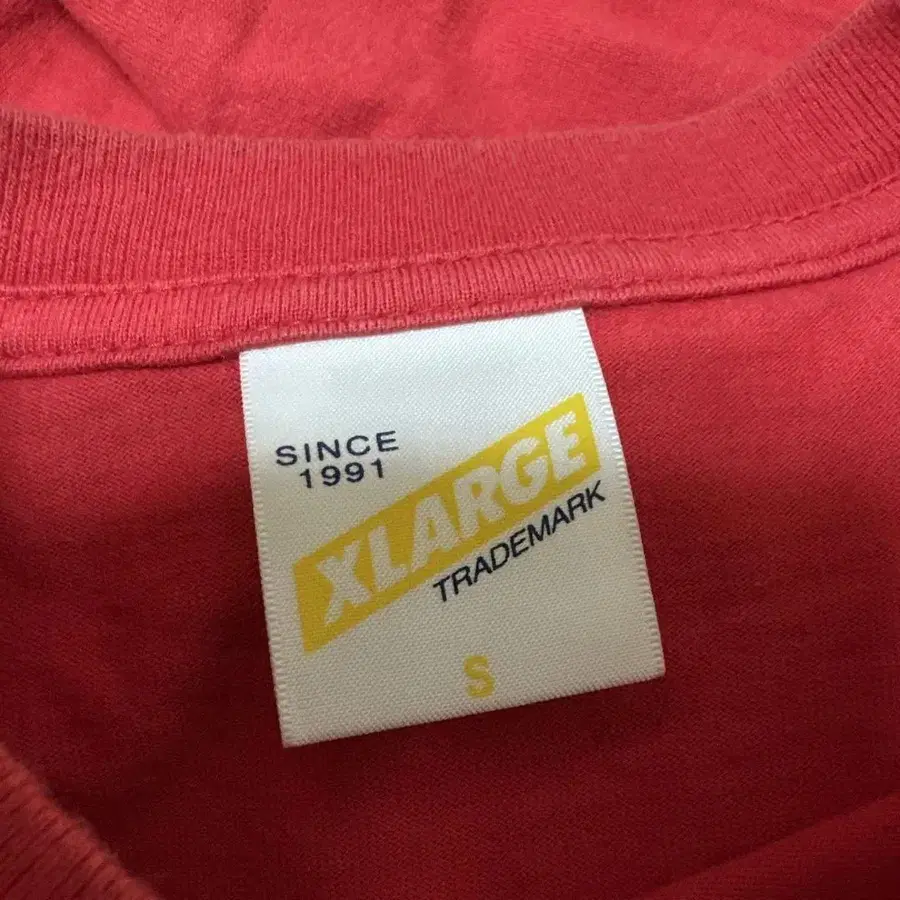 SINCE
1991
XLARGE
TRADEMARK
S